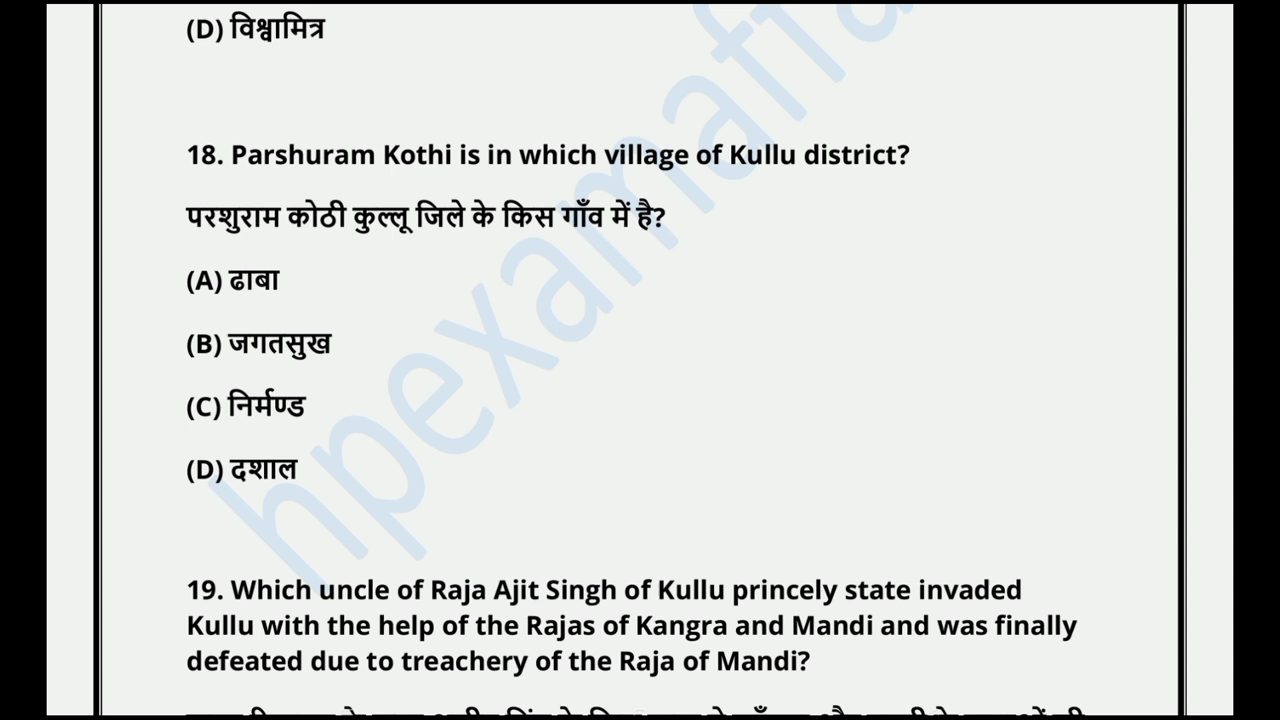 (D) विश्वामित्र
18. Parshuram Kothi is in which village of Kullu district?
परशुराम कोठी कुल्लू जिले के किस गाँव में है?
(A) ढाबा
(B) जगतसुख
(C) निर्मण्ड
(D) दशाल
19. Which uncle of Raja Ajit Singh of Kullu princely state invaded
Kullu with the help of the Rajas of Kangra and Mandi and was finally
defeated due to treachery of the Raja of Mandi?